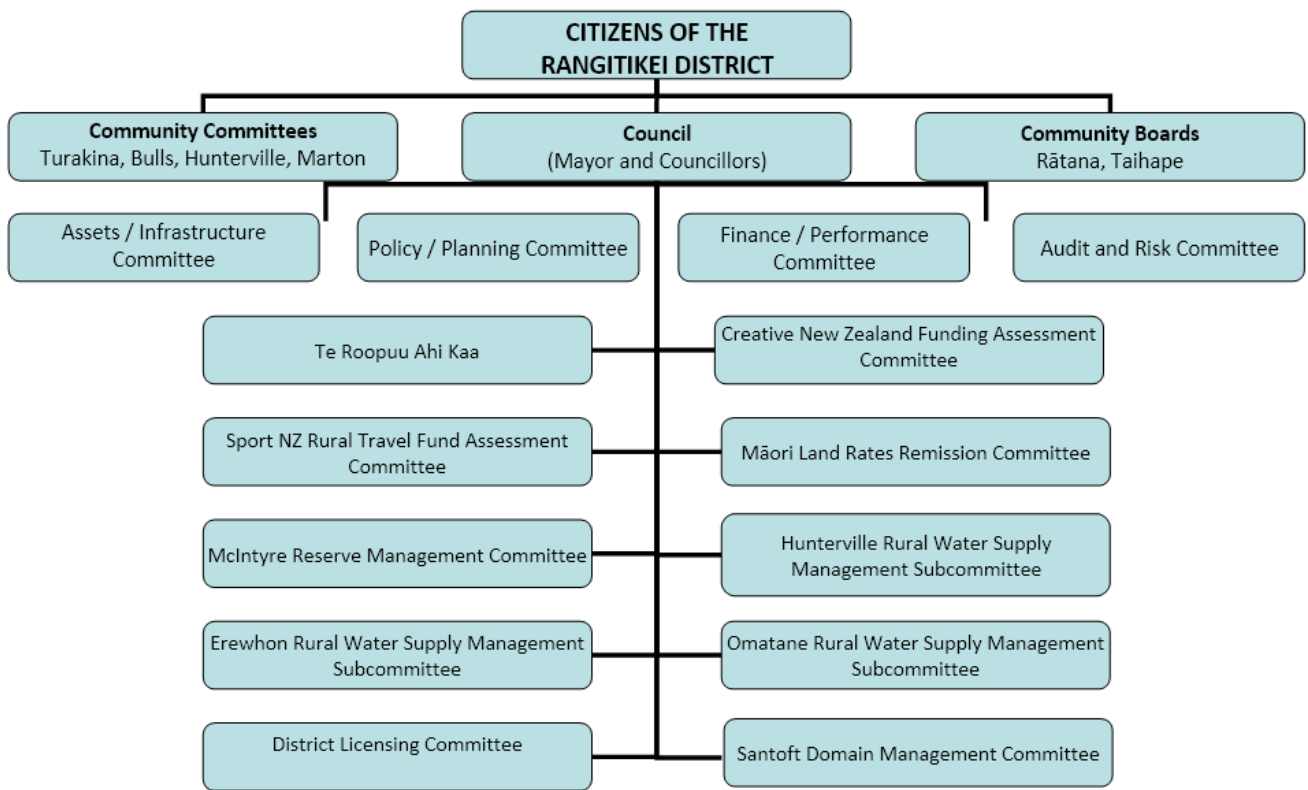 CITIZENS OF THE
RANGITIKEI DISTRICT
Community Committees
Turakina, Bulls, Hunterville, Marton
Council
(Mayor and Councillors)
Community Boards
Rātana, Taihape
Assets / Infrastructure
Committee
Policy / Planning Committee
Finance / Performance
Committee
Audit and Risk Committee
Te Roopuu Ahi Kaa
Creative New Zealand Funding Assessment
Committee
Sport NZ Rural Travel Fund Assessment
Committee
Māori Land Rates Remission Committee
McIntyre Reserve Management Committee
Hunterville Rural Water Supply
Management Subcommittee
Erewhon Rural Water Supply Management
Subcommittee
Omatane Rural Water Supply Management
Subcommittee
District Licensing Committee
Santoft Domain Management Committee